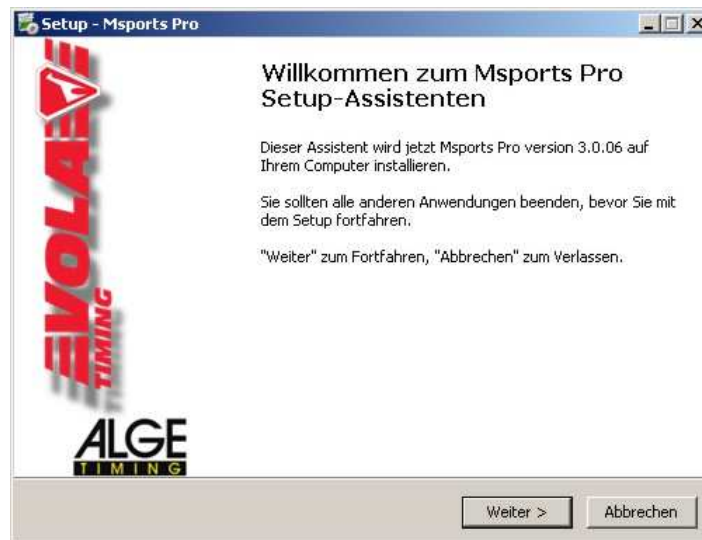 Setup - Msports Pro
Willkommen zum Msports Pro
Setup-Assistenten
Dieser Assistent wird jetzt Msports Pro version 3.0.06 auf
Ihrem Computer installieren.
Sie sollten alle anderen Anwendungen beenden, bevor Sie mit
dem Setup fortfahren.
"Weiter" zum Fortfahren, "Abbrechen" zum Verlassen.
VOLA
TIMING
ALGE
TIMING
Weiter >
Abbrechen